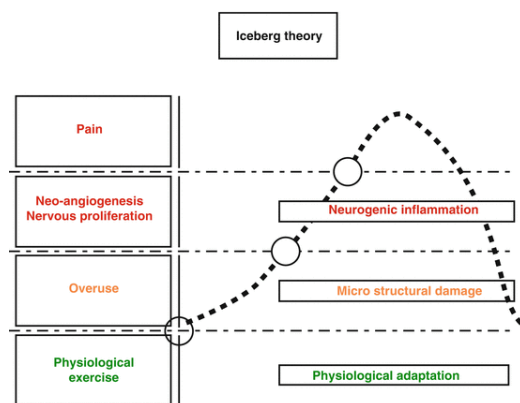 Iceberg theory
Pain
Neo-angiogenesis
Nervous proliferation
Neurogenic inflammation
Overuse
Micro structural damage
Physiological
exercise
Physiological adaptation